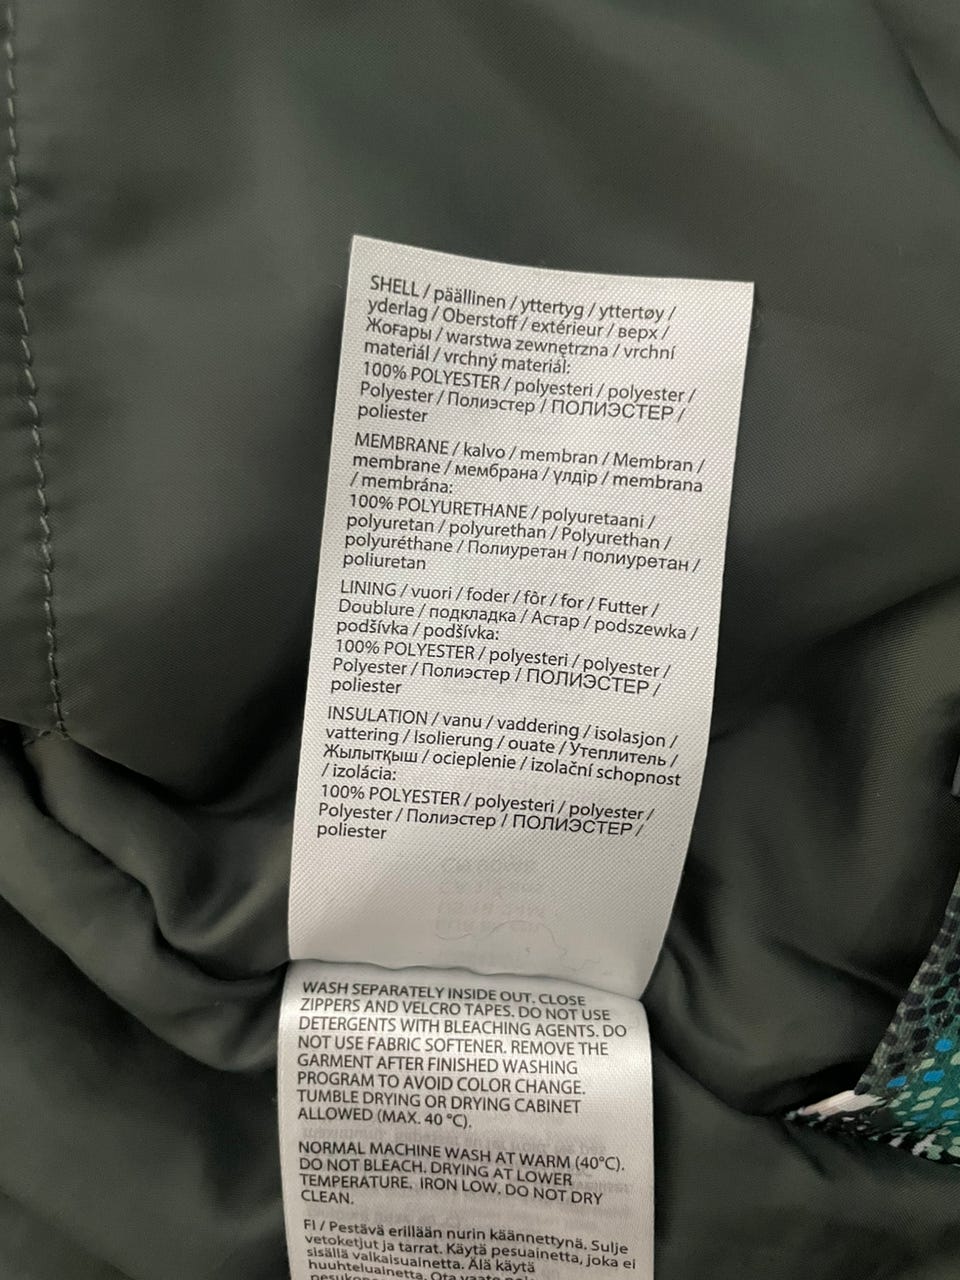 SHELL / päällinen / yttertyg / yttertøy /
yderlag / Oberstoff / extérieur / верх /
Жоғары / warstwa zewnętrzna / vrchní
materiál / vrchný materiál:
100% POLYESTER / polyesteri / polyester /
Polyester / Полиэстер / ПОЛИЭСТЕР /
poliester
MEMBRANE / kalvo / membran / Membran /
membrane / мембрана / үлдір / membrana
/ membrána:
100% POLYURETHANE / polyuretaani /
polyuretan / polyurethan / Polyurethan /
polyuréthane / Полиуретан / полиуретан /
poliuretan
LINING / vuori / foder / fôr / for / Futter /
Doublure / подкладка / Астар / podszewka /
podšívka / podšívka:
100% POLYESTER / polyesteri / polyester /
Polyester / Полиэстер / ПОЛИЭСТЕР /
poliester
INSULATION / vanu / vaddering / isolasjon /
vattering / Isolierung / ouate / Утеплитель /
Жылытқыш / ocieplenie / izolační schopnost
/ izolácia:
100% POLYESTER / polyesteri / polyester /
Polyester / Полиэстер / ПОЛИЭСТЕР /
poliester
WASH SEPARATELY INSIDE OUT. CLOSE
ZIPPERS AND VELCRO TAPES. DO NOT USE
DETERGENTS WITH BLEACHING AGENTS. DO
NOT USE FABRIC SOFTENER. REMOVE THE
GARMENT AFTER FINISHED WASHING
PROGRAM TO AVOID COLOR CHANGE.
TUMBLE DRYING OR DRYING CABINET
ALLOWED (MAX. 40 °C).
NORMAL MACHINE WASH AT WARM (40°C).
DO NOT BLEACH. DRYING AT LOWER
TEMPERATURE. IRON LOW. DO NOT DRY
CLEAN.
FI / Pestävä erillään nurin käännettynä. Sulje
vetoketjut ja tarrat. Käytä pesuainetta, joka ei
sisällä valkaisuainetta. Älä käytä
huuhteluainetta. Ota vaate